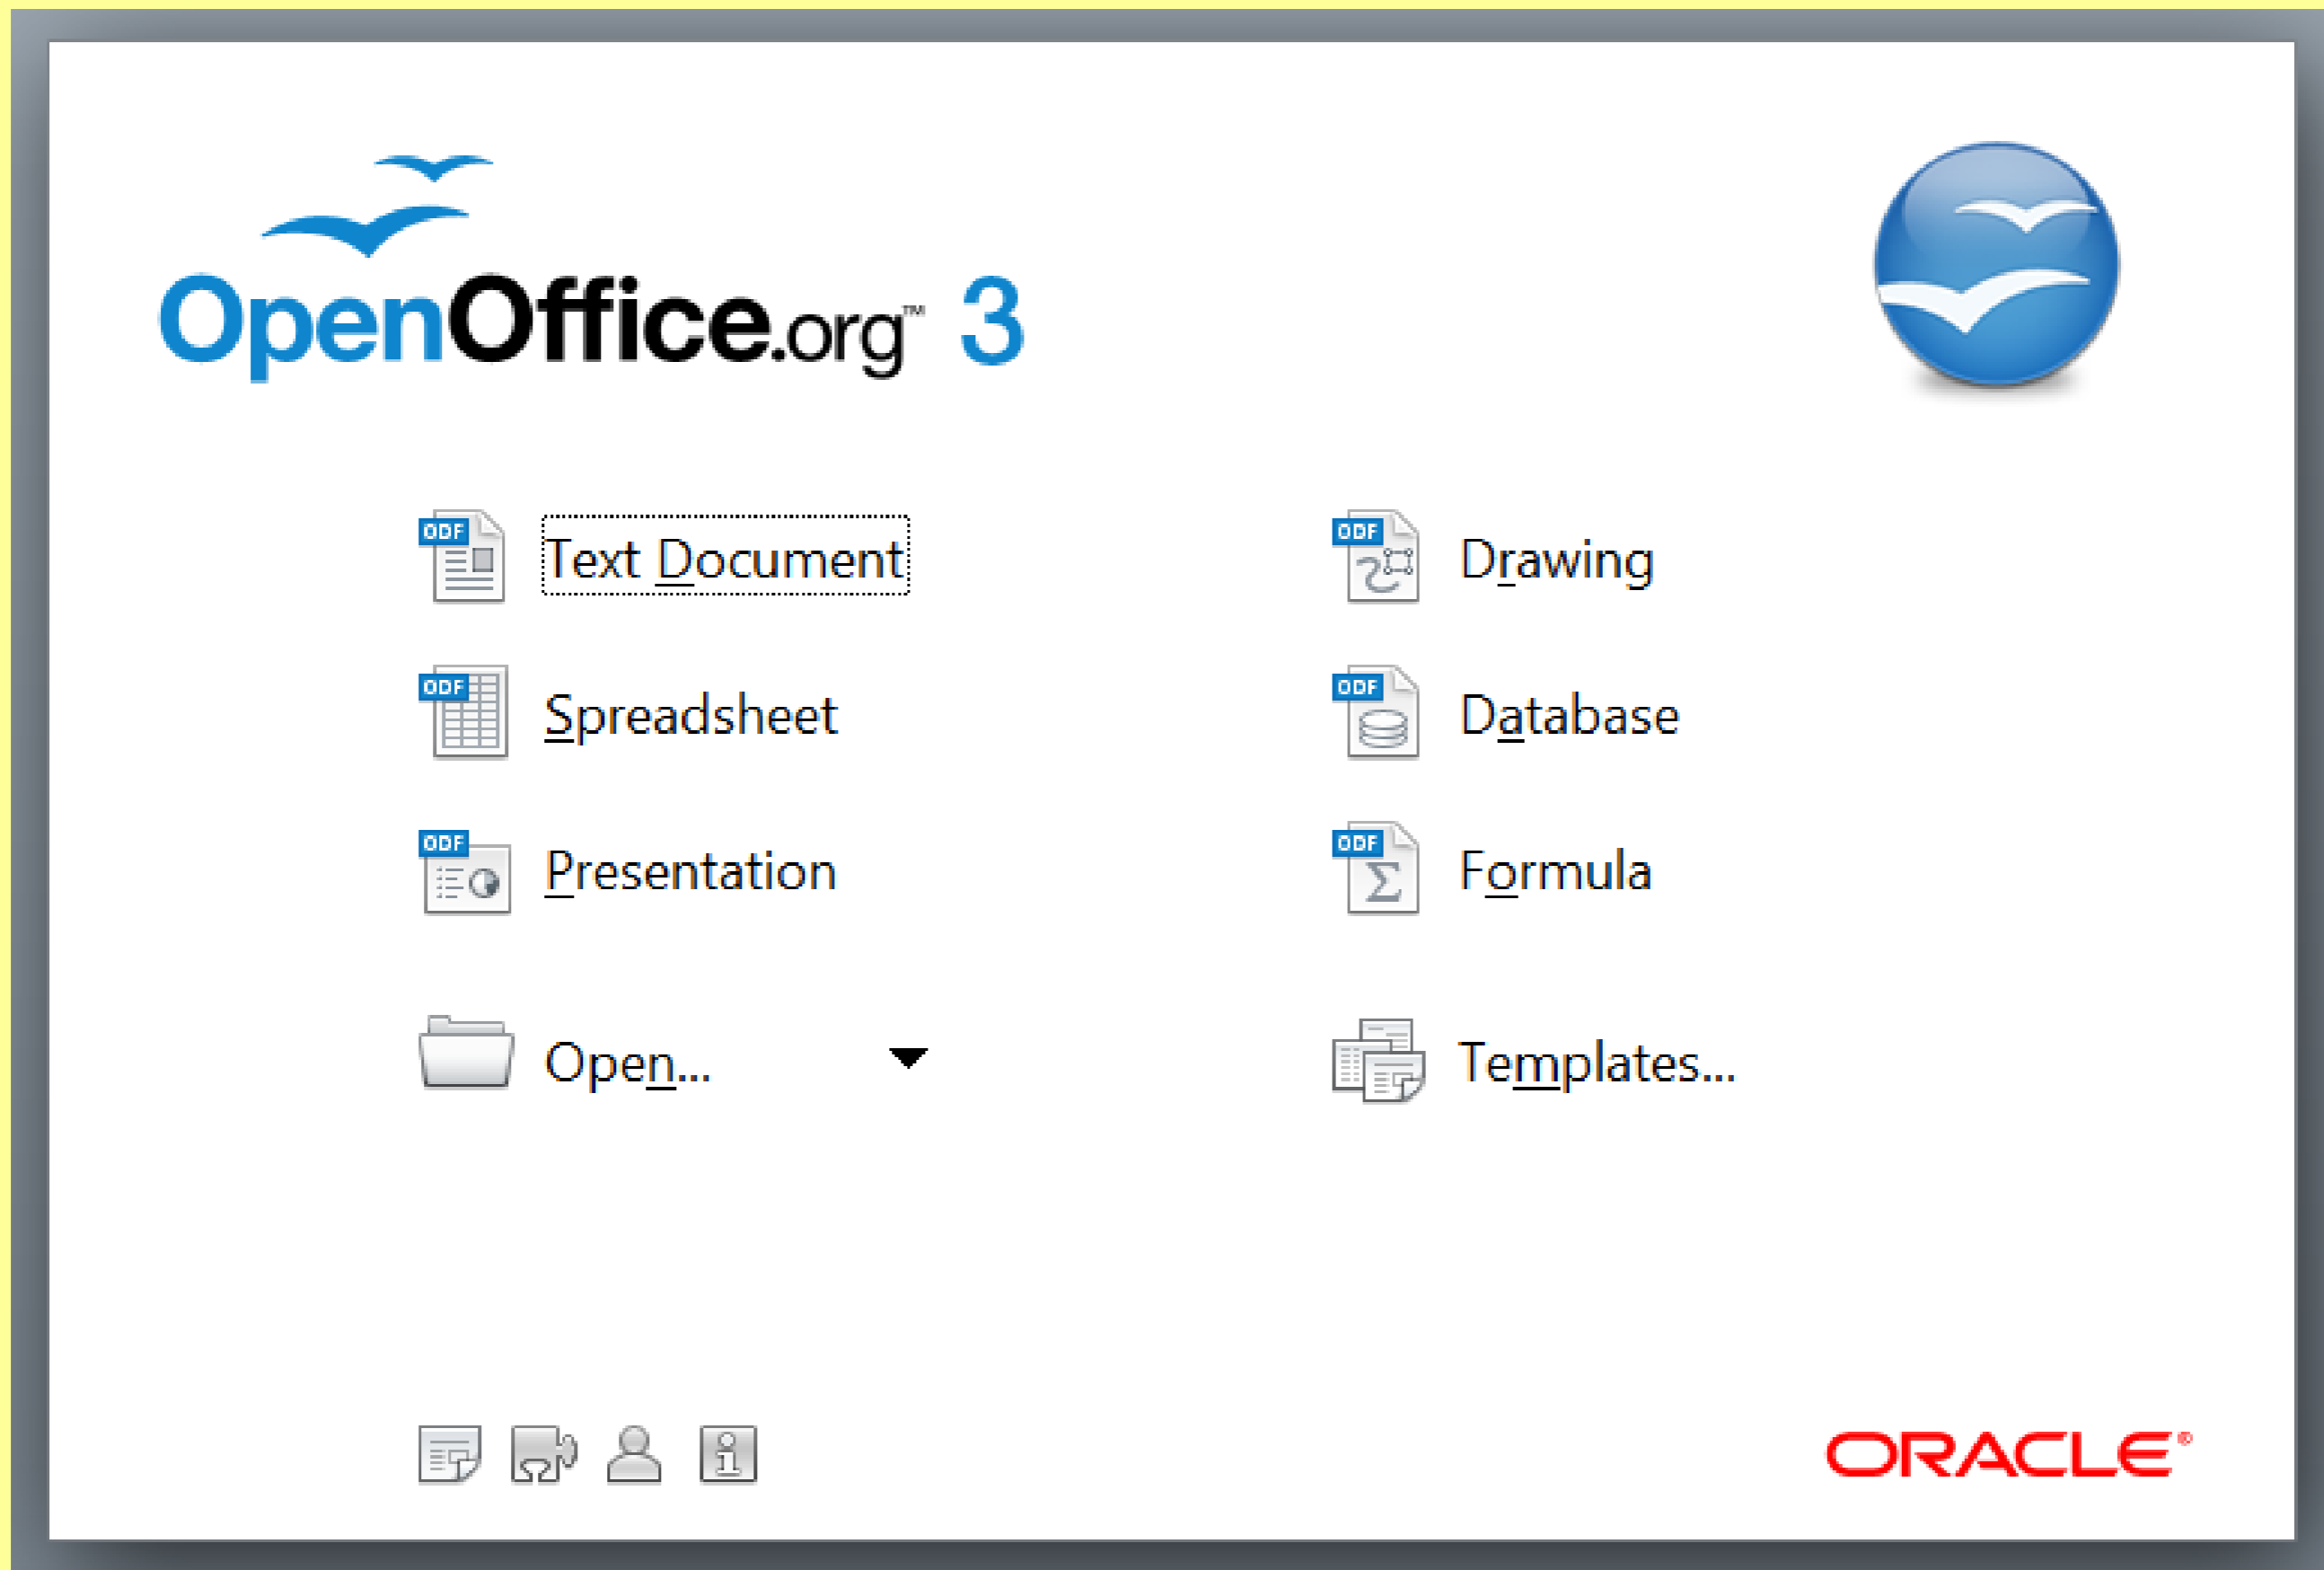 OpenOffice.org™ 3
ODF Text Document
ODF Drawing
ODF Spreadsheet
ODF Database
ODF Presentation
ODF Formula
Open...
Templates...
ORACLE®